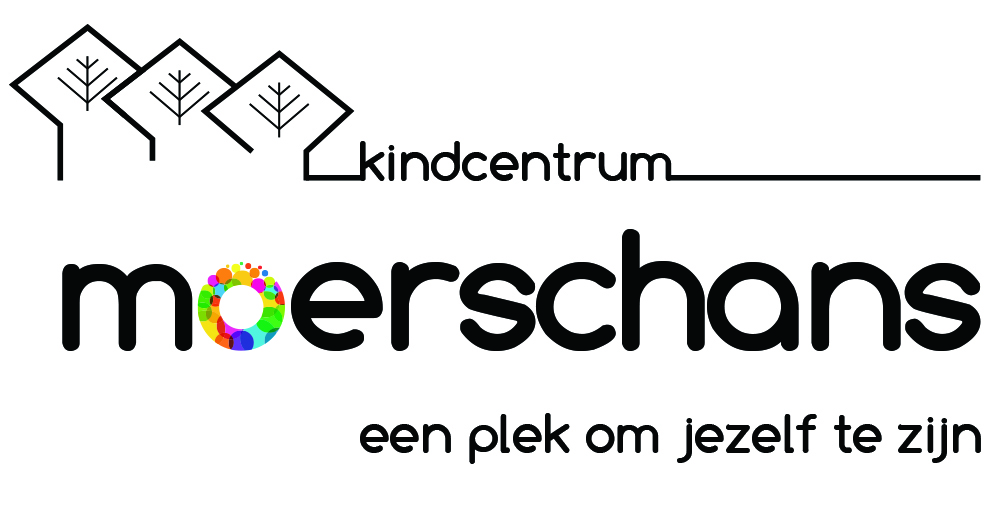 kindcentrum
moerschans
een plek om jezelf te zijn